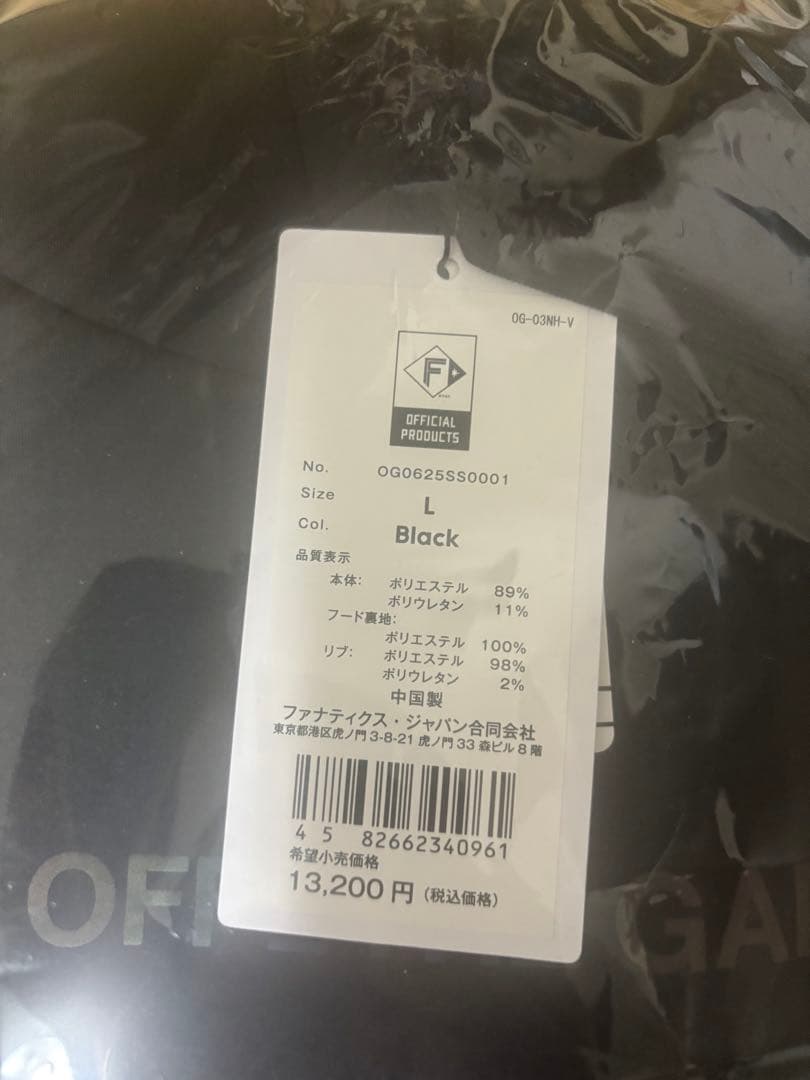 OG-03NH-V
F
OFFICIAL
PRODUCTS
No. OG0625SS0001
Size L
Col. Black
品質表示
本体: ポリエステル 89%
ポリウレタン 11%
フード裏地:
ポリエステル 100%
リブ: ポリエステル 98%
ポリウレタン 2%
中国製
ファナティクス・ジャパン合同会社
東京都港区虎ノ門3-8-21 虎ノ門33森ビル8階
4582662340961
希望小売価格
13,200円(税込価格)